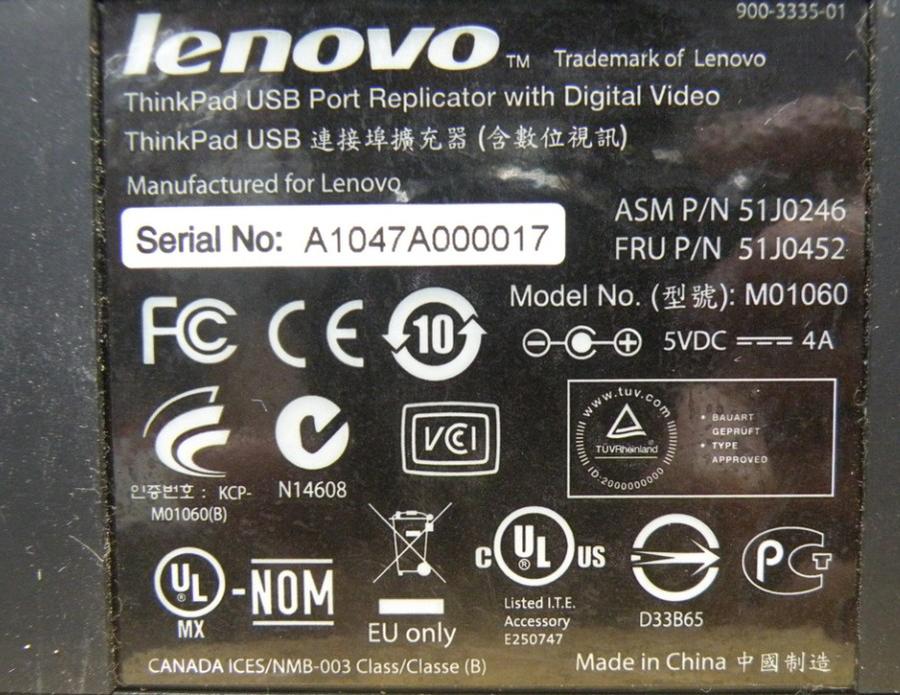 900-3335-01
lenovo TM Trademark of Lenovo
ThinkPad USB Port Replicator with Digital Video
ThinkPad USB 連接埠擴充器 (含數位視訊)
Manufactured for Lenovo
Serial No: A1047A000017
ASM P/N 51J0246
FRU P/N 51J0452
Model No. (型號): M01060
FC CE 10
5VDC 4A
인증번호 : KCP-
M01060(B)
N14608
VCI
www.tuv.com
TÜVRheinland®
ID:2000000000
• BAUART
GEPRÜFT
• TYPE
APPROVED
UL ®
MX
-NOM
EU only
C UL ® US
Listed I.T.E.
Accessory
E250747
D33B65
PCT
CANADA ICES/NMB-003 Class/Classe (B)
Made in China 中國制造